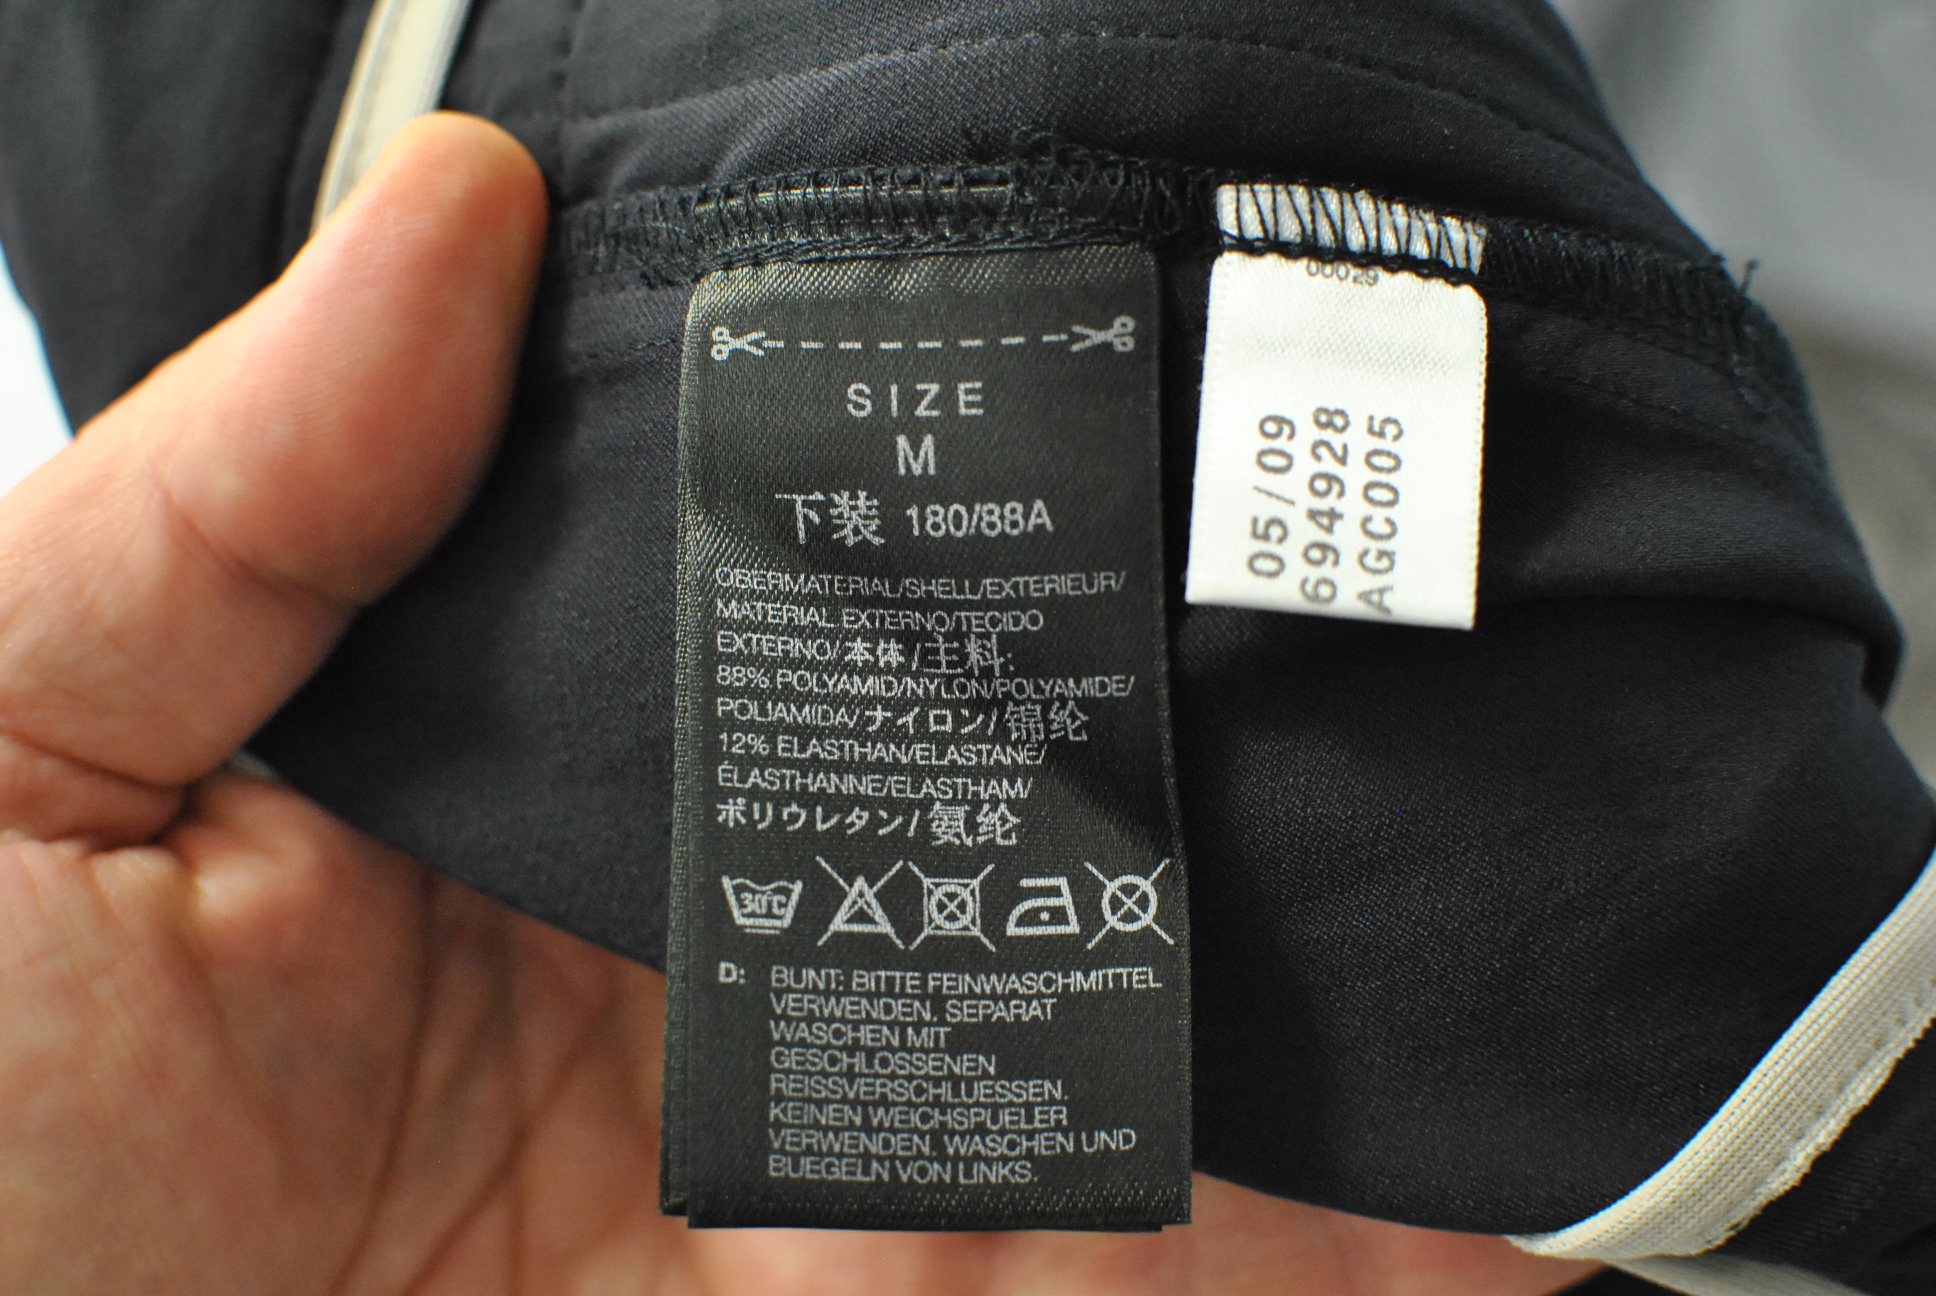 SIZE
M
下装 180/88A
OBERMATERIAL/SHELL/EXTERIEUR/
MATERIAL EXTERNO/TECIDO
EXTERNO/本体/主料:
88% POLYAMID/NYLON/POLYAMIDE/
POLIAMIDA/ナイロン/锦纶
12% ELASTHAN/ELASTANE/
ÉLASTHANNE/ELASTHAM/
ポリウレタン/氨纶
30°C
D: BUNT: BITTE FEINWASCHMITTEL
VERWENDEN. SEPARAT
WASCHEN MIT
GESCHLOSSENEN
REISSVERSCHLUESSEN.
KEINEN WEICHSPUELER
VERWENDEN. WASCHEN UND
BUEGELN VON LINKS.
00029
05/09
694928
AGC005